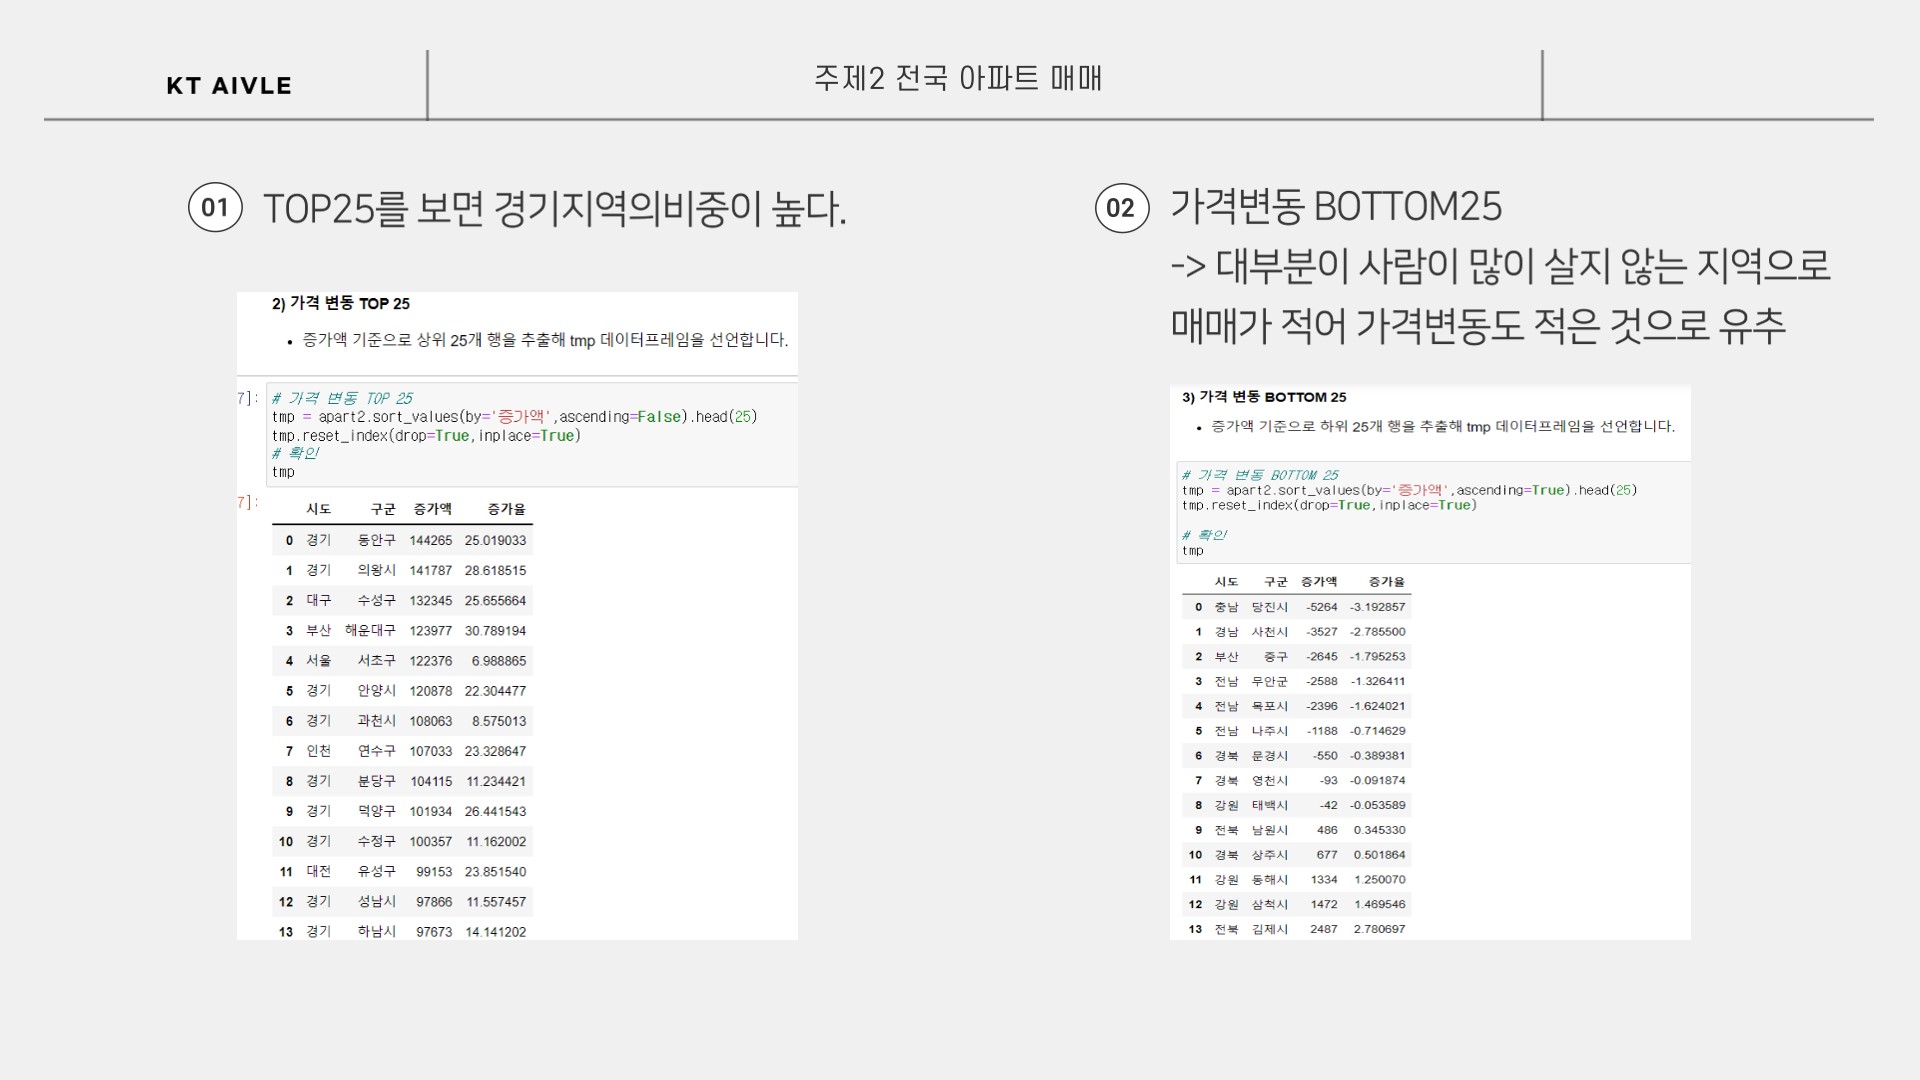 KT AIVLE
주제2 전국 아파트 매매
01 TOP25를 보면 경기지역의비중이 높다.
2) 가격 변동 TOP 25
• 증가액 기준으로 상위 25개 행을 추출해 tmp 데이터프레임을 선언합니다.
7]: # 가격 변동 TOP 25
tmp = apart2.sort_values(by='증가액',ascending=False).head(25)
tmp.reset_index(drop=True,inplace=True)
# 확인
tmp
7]:
시도 구군 증가액 증가율
0 경기 동안구 144265 25.019033
1 경기 의왕시 141787 28.618515
2 대구 수성구 132345 25.655664
3 부산 해운대구 123977 30.789194
4 서울 서초구 122376 6.988865
5 경기 안양시 120878 22.304477
6 경기 과천시 108063 8.575013
7 인천 연수구 107033 23.328647
8 경기 분당구 104115 11.234421
9 경기 덕양구 101934 26.441543
10 경기 수정구 100357 11.162002
11 대전 유성구 99153 23.851540
12 경기 성남시 97866 11.557457
13 경기 하남시 97673 14.141202
02 가격변동 BOTTOM25
-> 대부분이 사람이 많이 살지 않는 지역으로
매매가 적어 가격변동도 적은 것으로 유추
3) 가격 변동 BOTTOM 25
• 증가액 기준으로 하위 25개 행을 추출해 tmp 데이터프레임을 선언합니다.
# 가격 변동 BOTTOM 25
tmp = apart2.sort_values(by='증가액',ascending=True).head(25)
tmp.reset_index(drop=True,inplace=True)
# 확인
tmp
시도 구군 증가액 증가율
0 충남 당진시 -5264 -3.192857
1 경남 사천시 -3527 -2.785500
2 부산 중구 -2645 -1.795253
3 전남 무안군 -2588 -1.326411
4 전남 목포시 -2396 -1.624021
5 전남 나주시 -1188 -0.714629
6 경북 문경시 -550 -0.389381
7 경북 영천시 -93 -0.091874
8 강원 태백시 -42 -0.053589
9 전북 남원시 486 0.345330
10 경북 상주시 677 0.501864
11 강원 동해시 1334 1.250070
12 강원 삼척시 1472 1.469546
13 전북 김제시 2487 2.780697